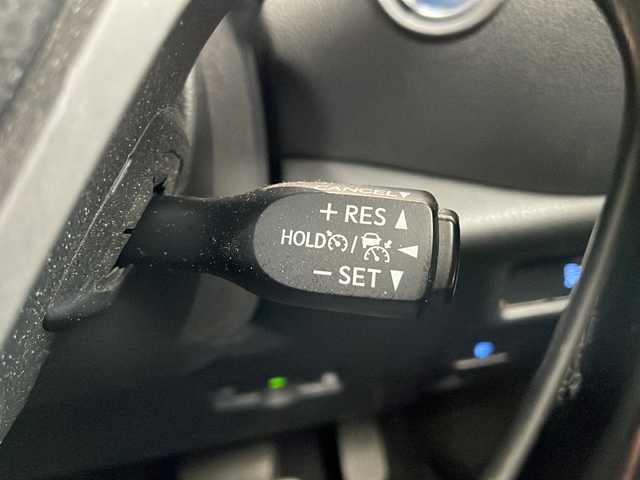 CANCEL▼
+ RES ▲
HOLD / ◀
− SET ▼